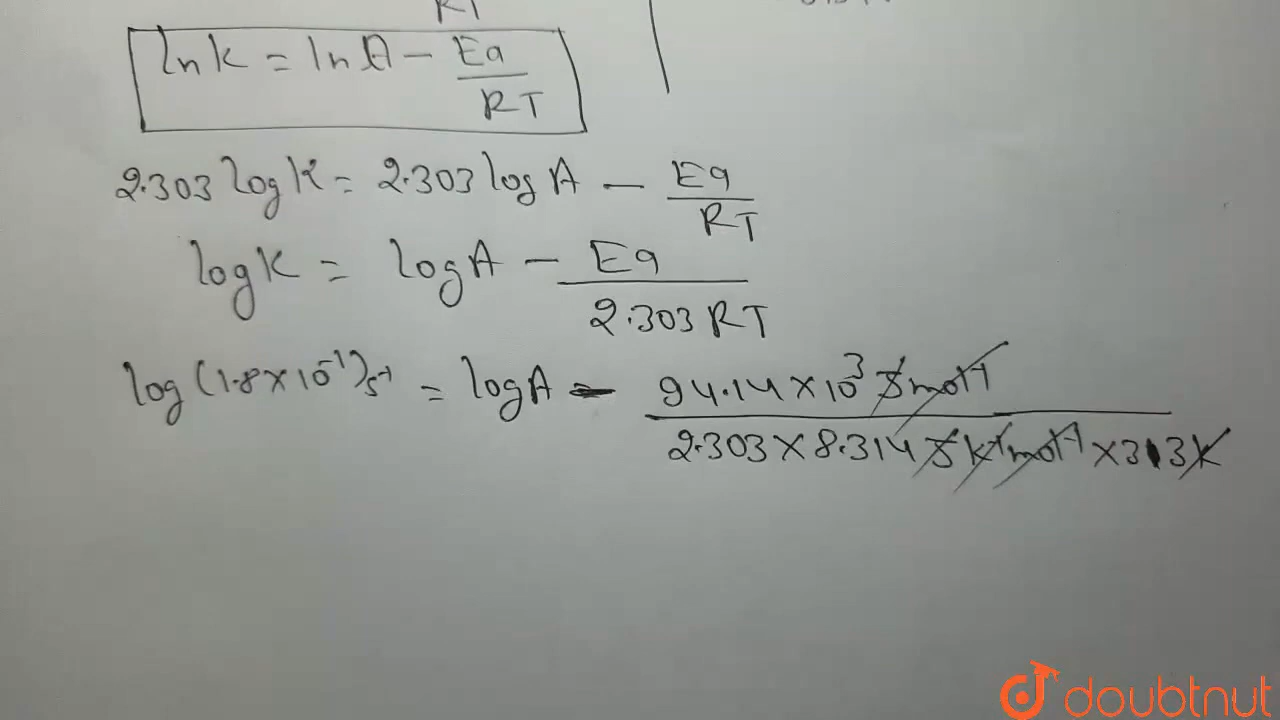 RT
ln k = ln A - Ea / RT
2.303 log K = 2.303 log A - Ea / RT
log K = log A - Ea / 2.303 RT
log (1.8 × 10⁻¹) s⁻¹ = log A - 94.14 × 10³ J mol⁻¹ / 2.303 × 8.314 J K⁻¹ mol⁻¹ × 313 K
doubtnut